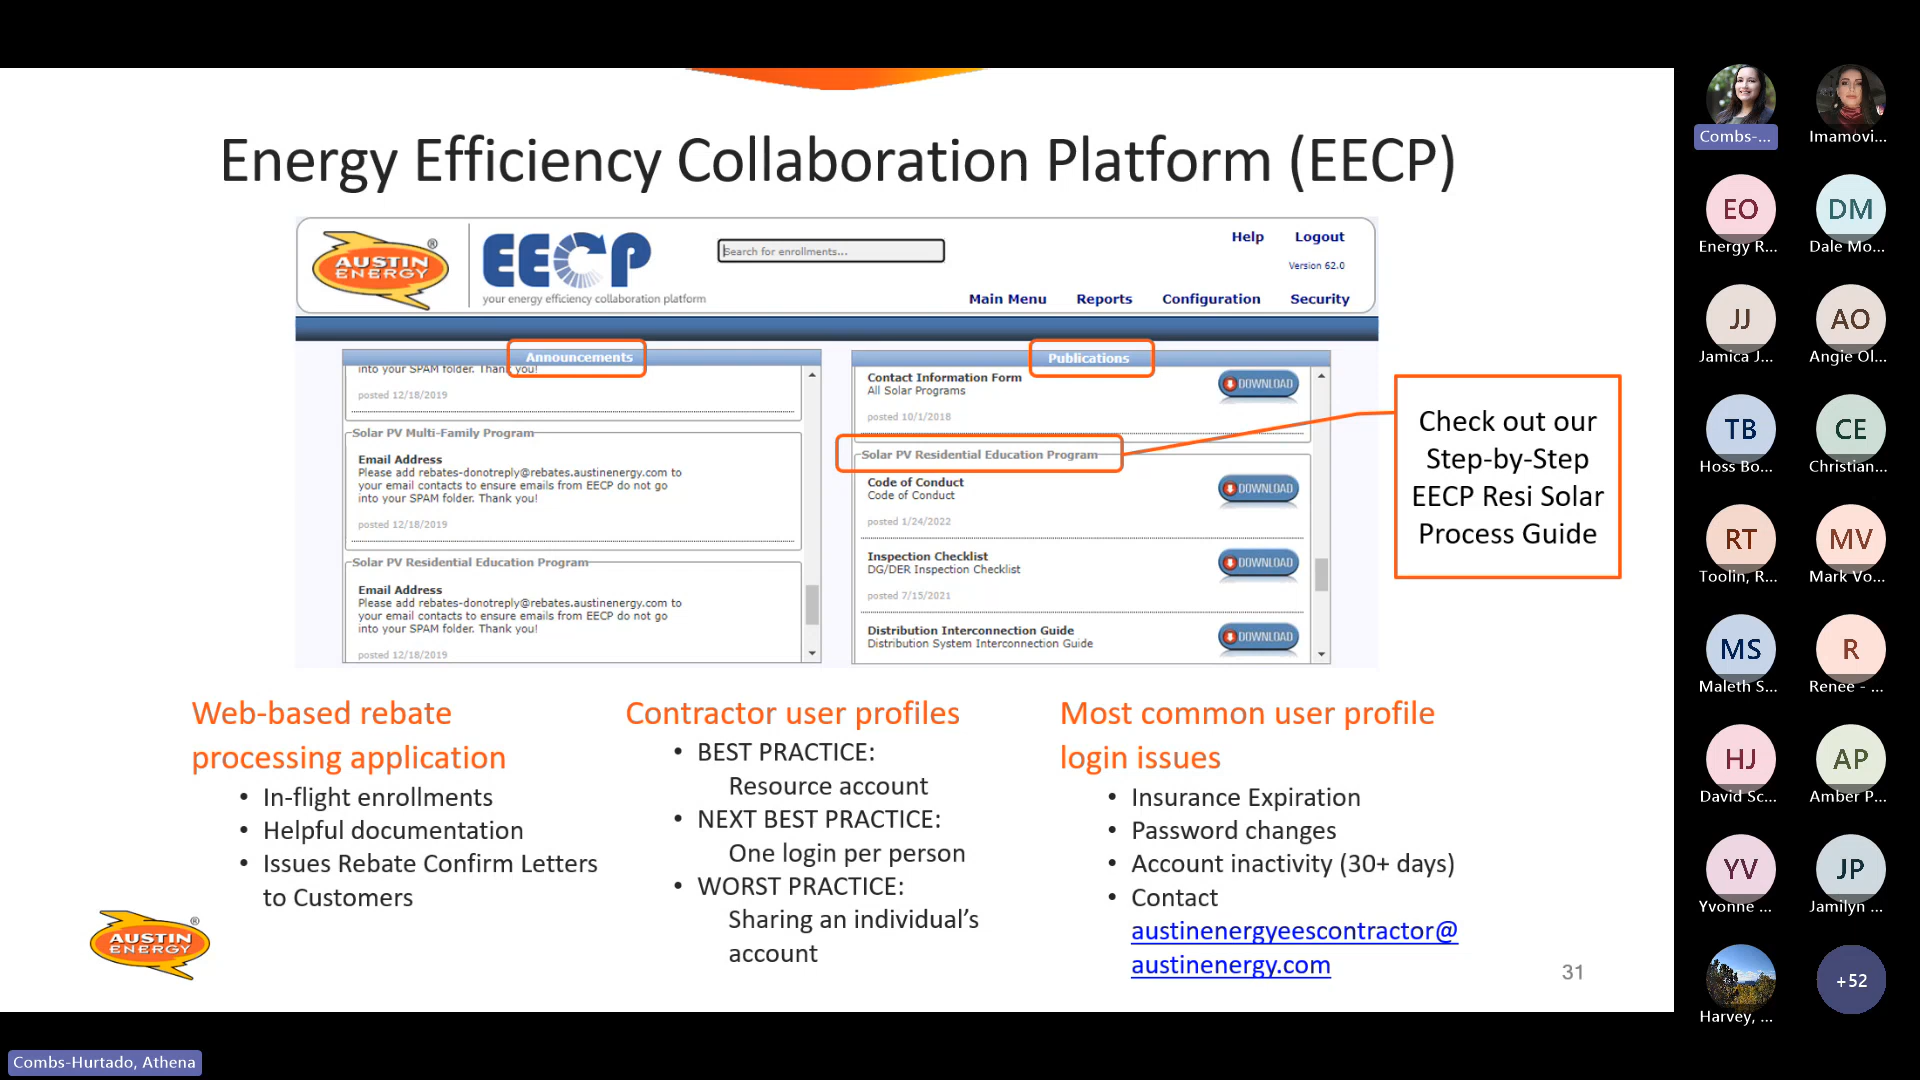 Energy Efficiency Collaboration Platform (EECP)
AUSTIN
ENERGY
®
EECP
your energy efficiency collaboration platform
Search for enrollments...
Help
Logout
Version 62.0
Main Menu
Reports
Configuration
Security
Announcements
into your SPAM folder. Thank you!
posted 12/18/2019
Solar PV Multi-Family Program
Email Address
Please add rebates-donotreply@rebates.austinenergy.com to
your email contacts to ensure emails from EECP do not go
into your SPAM folder. Thank you!
posted 12/18/2019
Solar PV Residential Education Program
Email Address
Please add rebates-donotreply@rebates.austinenergy.com to
your email contacts to ensure emails from EECP do not go
into your SPAM folder. Thank you!
posted 12/18/2019
Publications
Contact Information Form
All Solar Programs
DOWNLOAD
posted 10/1/2018
Solar PV Residential Education Program
Code of Conduct
Code of Conduct
DOWNLOAD
posted 1/24/2022
Inspection Checklist
DG/DER Inspection Checklist
DOWNLOAD
posted 7/15/2021
Distribution Interconnection Guide
Distribution System Interconnection Guide
DOWNLOAD
Check out our
Step-by-Step
EECP Resi Solar
Process Guide
Web-based rebate
processing application
• In-flight enrollments
• Helpful documentation
• Issues Rebate Confirm Letters
to Customers
Contractor user profiles
• BEST PRACTICE:
Resource account
• NEXT BEST PRACTICE:
One login per person
• WORST PRACTICE:
Sharing an individual's
account
Most common user profile
login issues
• Insurance Expiration
• Password changes
• Account inactivity (30+ days)
• Contact
austinenergyeescontractor@
austinenergy.com
AUSTIN
ENERGY
®
31
Combs-...
Imamovi...
EO
Energy R...
DM
Dale Mo...
JJ
Jamica J...
AO
Angie Ol...
TB
Hoss Bo...
CE
Christian...
RT
Toolin, R...
MV
Mark Vo...
MS
Maleth S...
R
Renee - ...
HJ
David Sc...
AP
Amber P...
YV
Yvonne ...
JP
Jamilyn ...
Harvey, ...
+52
Combs-Hurtado, Athena